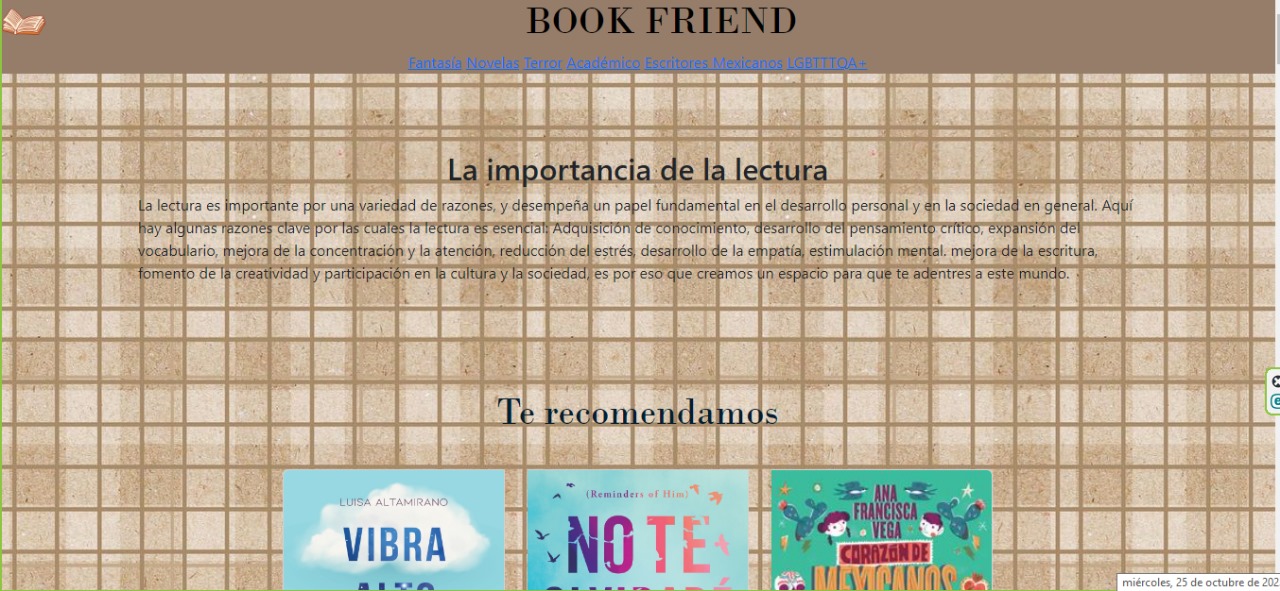 BOOK FRIEND
Fantasía Novelas Terror Académico Escritores Mexicanos LGBTTTQA+
La importancia de la lectura
La lectura es importante por una variedad de razones, y desempeña un papel fundamental en el desarrollo personal y en la sociedad en general. Aquí
hay algunas razones clave por las cuales la lectura es esencial: Adquisición de conocimiento, desarrollo del pensamiento crítico, expansión del
vocabulario, mejora de la concentración y la atención, reducción del estrés, desarrollo de la empatía, estimulación mental. mejora de la escritura,
fomento de la creatividad y participación en la cultura y la sociedad, es por eso que creamos un espacio para que te adentres a este mundo.
Te recomendamos
LUISA ALTAMIRANO
VIBRA
ALTO
(Reminders of Him)
NO TE
OLVIDARÉ
ANA
FRANCISCA
VEGA
CORAZÓN DE
MEXICANOS
miércoles, 25 de octubre de 202